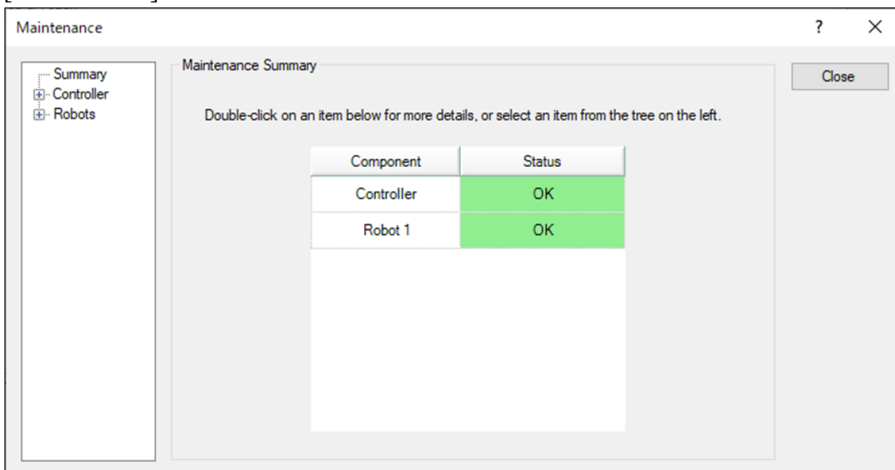 Maintenance
?
Summary
Controller
Robots
Maintenance Summary
Double-click on an item below for more details, or select an item from the tree on the left.
Component Status
Controller OK
Robot 1 OK
Close